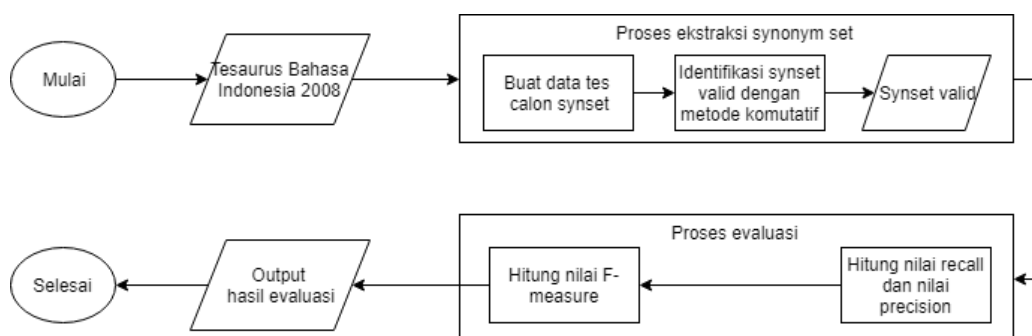 Mulai
Tesaurus Bahasa
Indonesia 2008
Proses ekstraksi synonym set
Buat data tes
calon synset
Identifikasi synset
valid dengan
metode komutatif
Synset valid
Proses evaluasi
Hitung nilai recall
dan nilai
precision
Hitung nilai F-
measure
Output
hasil evaluasi
Selesai